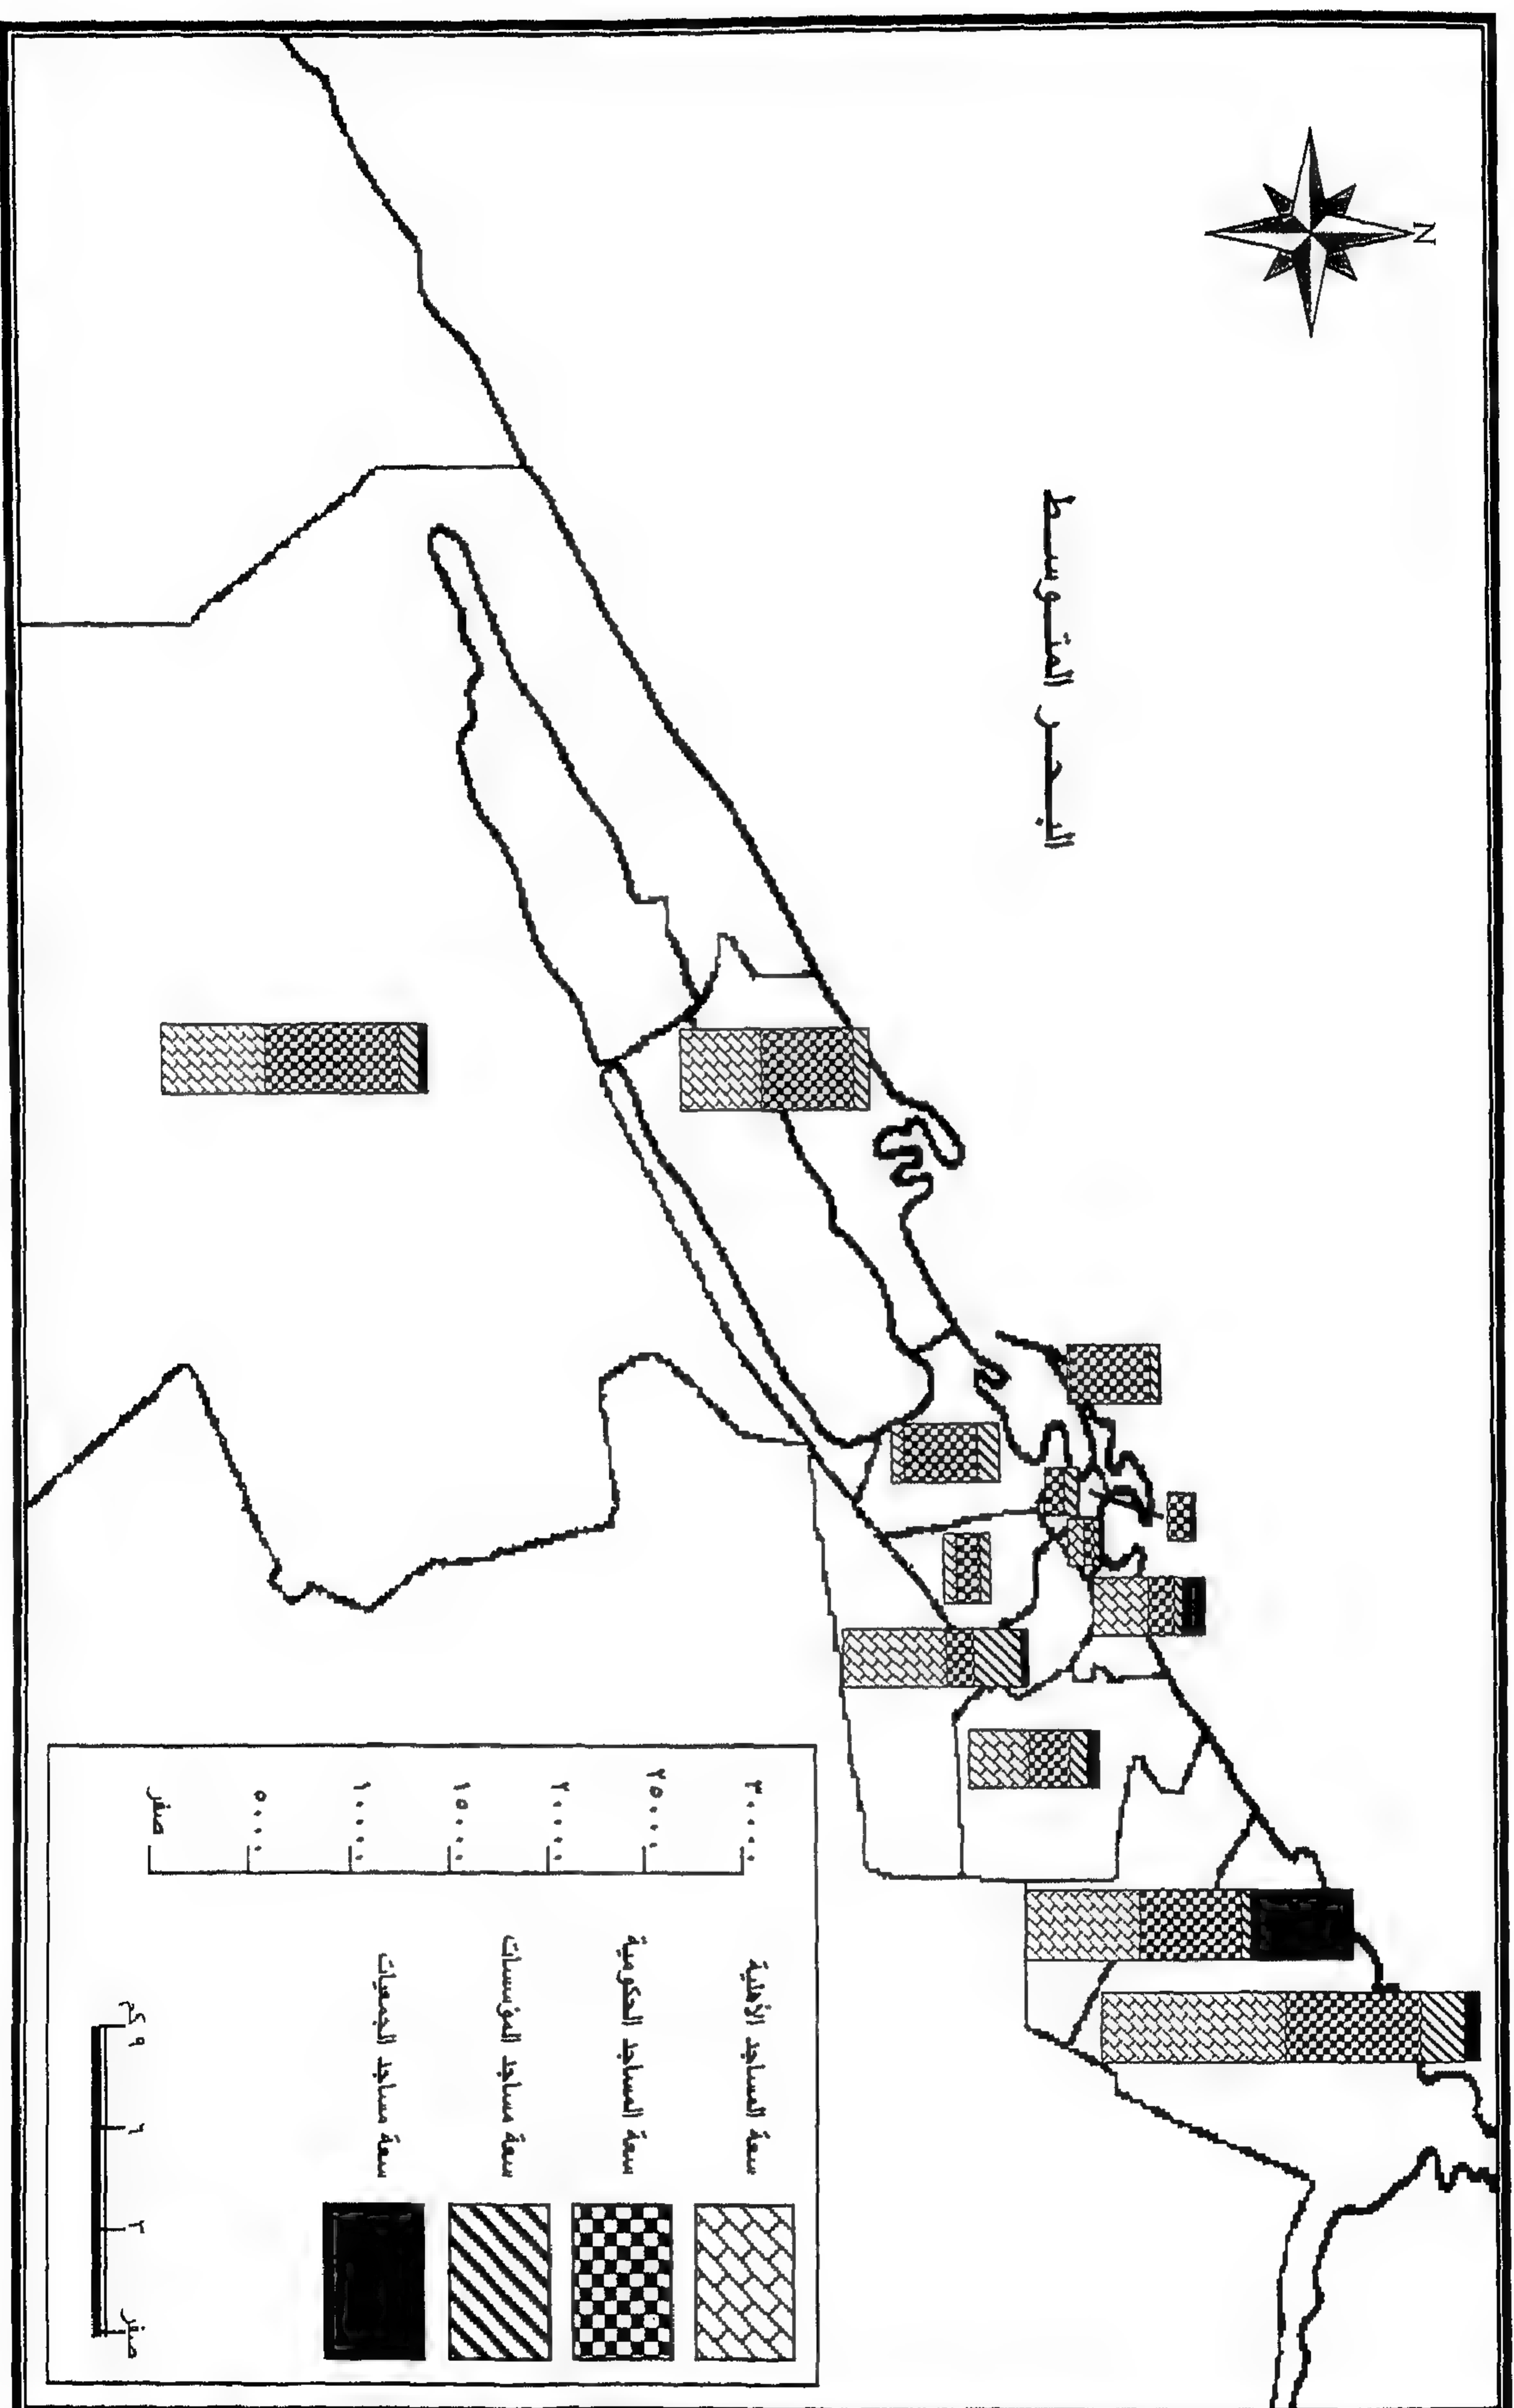 N
البحر المتوسط
٣٠٠٠٠
٢٥٠٠٠
٢٠٠٠٠
١٥٠٠٠
١٠٠٠٠
٥٠٠٠
صفر
سعة المساجد الأهلية
سعة المساجد الحكومية
سعة مساجد المؤسسات
سعة مساجد الجمعيات
صفر ٣ ٦ ٩ كم